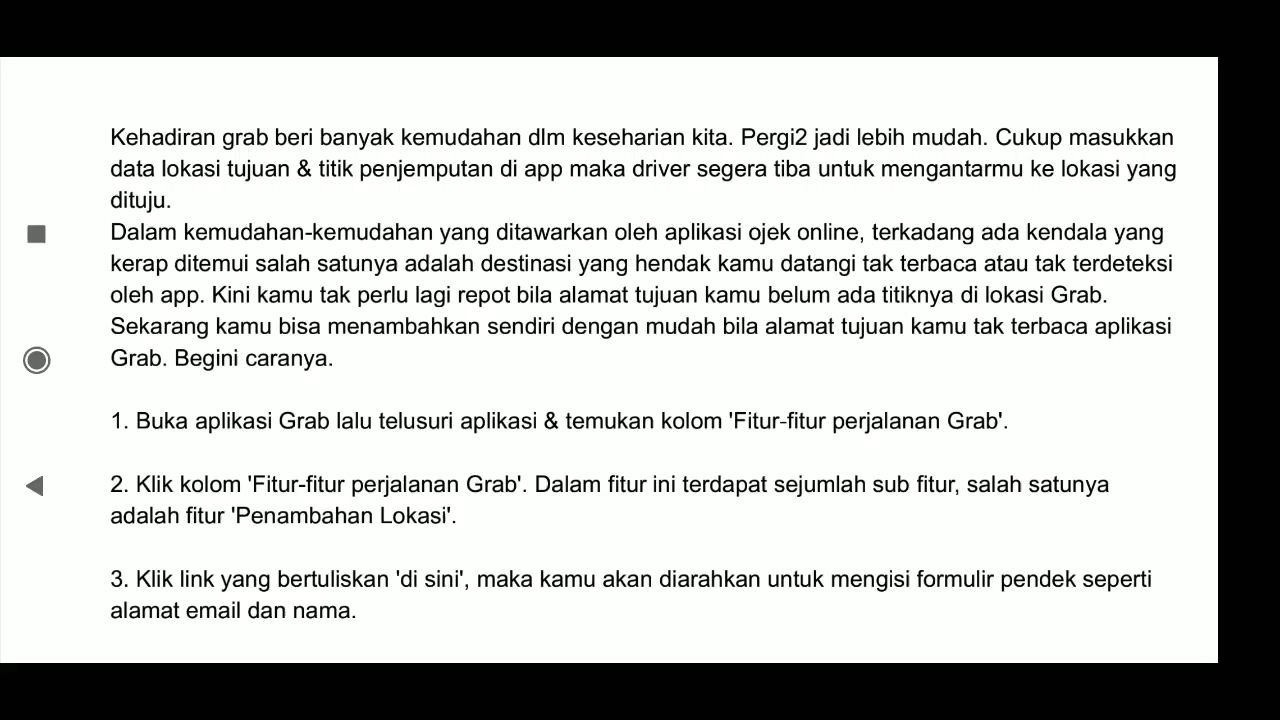 Kehadiran grab beri banyak kemudahan dlm keseharian kita. Pergi2 jadi lebih mudah. Cukup masukkan
data lokasi tujuan & titik penjemputan di app maka driver segera tiba untuk mengantarmu ke lokasi yang
dituju.
Dalam kemudahan-kemudahan yang ditawarkan oleh aplikasi ojek online, terkadang ada kendala yang
kerap ditemui salah satunya adalah destinasi yang hendak kamu datangi tak terbaca atau tak terdeteksi
oleh app. Kini kamu tak perlu lagi repot bila alamat tujuan kamu belum ada titiknya di lokasi Grab.
Sekarang kamu bisa menambahkan sendiri dengan mudah bila alamat tujuan kamu tak terbaca aplikasi
Grab. Begini caranya.
1. Buka aplikasi Grab lalu telusuri aplikasi & temukan kolom 'Fitur-fitur perjalanan Grab'.
2. Klik kolom 'Fitur-fitur perjalanan Grab'. Dalam fitur ini terdapat sejumlah sub fitur, salah satunya
adalah fitur 'Penambahan Lokasi'.
3. Klik link yang bertuliskan 'di sini', maka kamu akan diarahkan untuk mengisi formulir pendek seperti
alamat email dan nama.